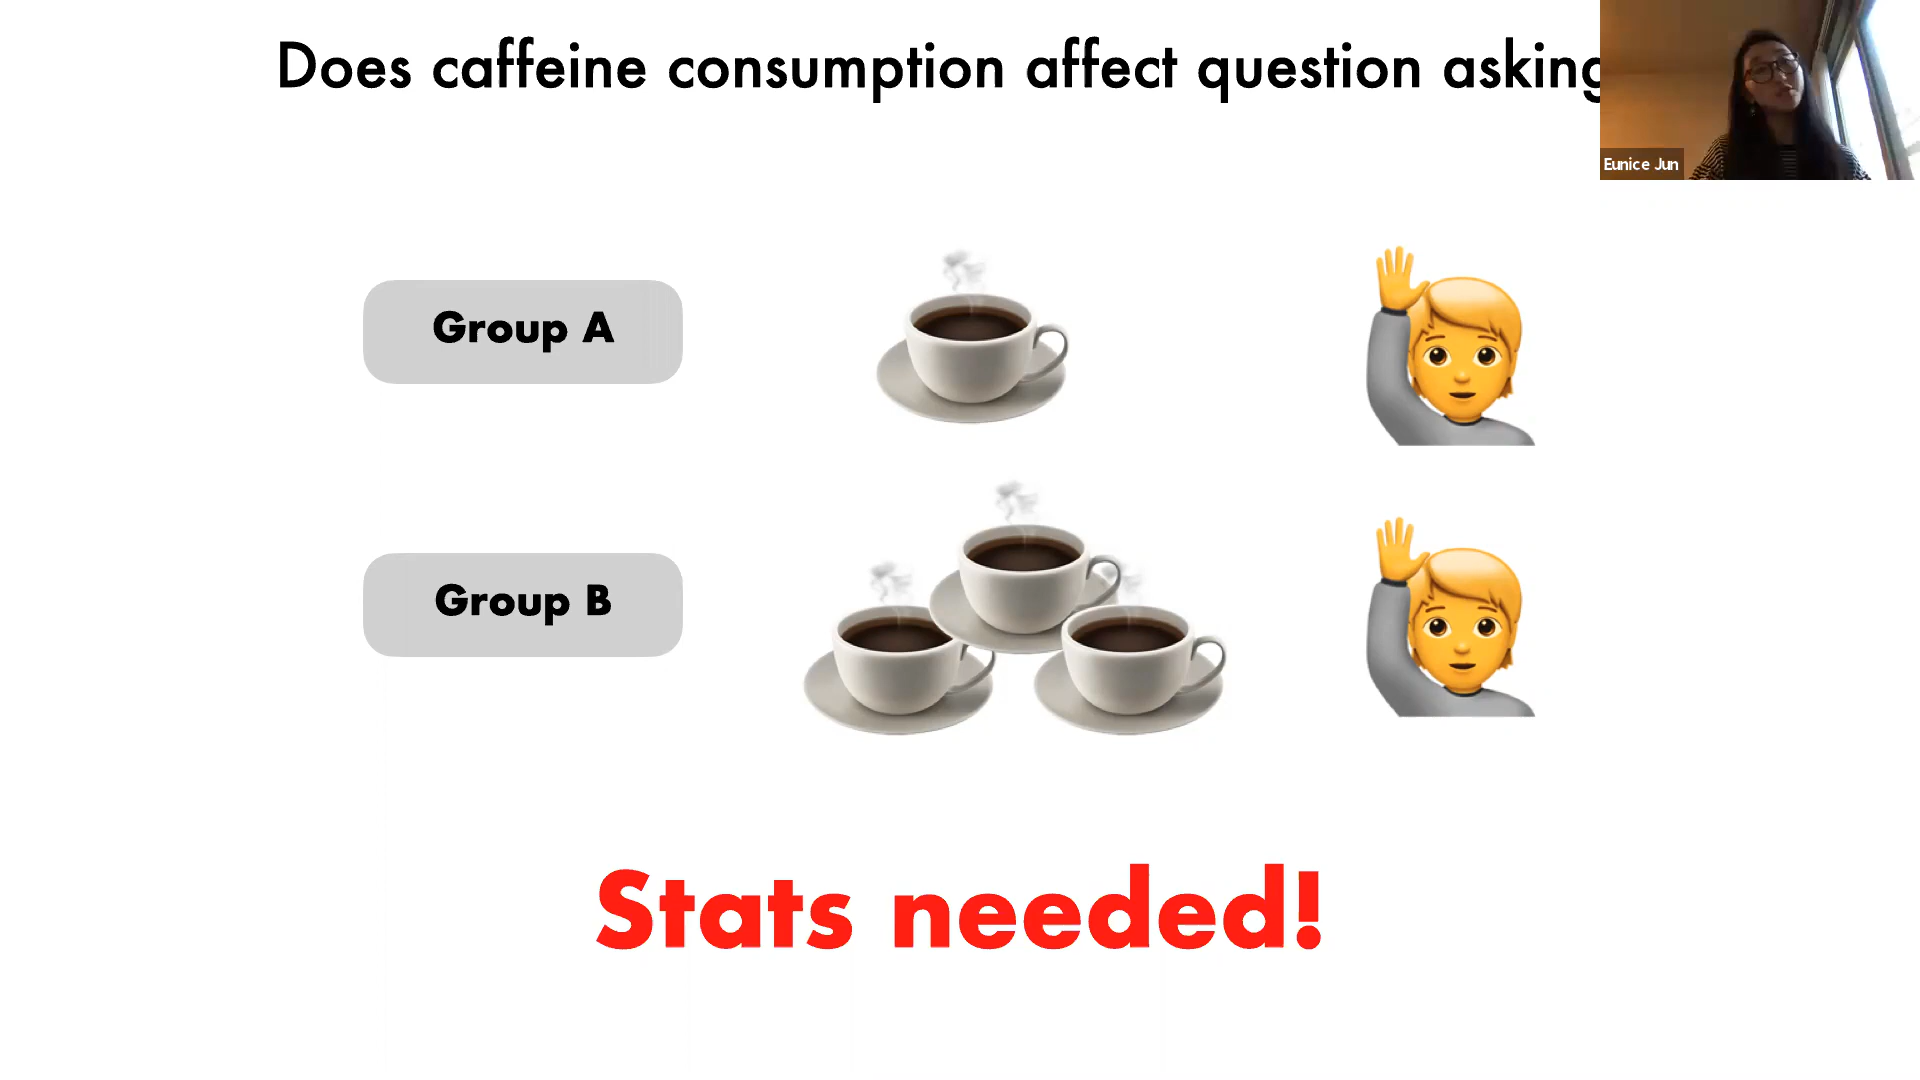 Does caffeine consumption affect question asking
Eunice Jun
Group A
Group B
Stats needed!